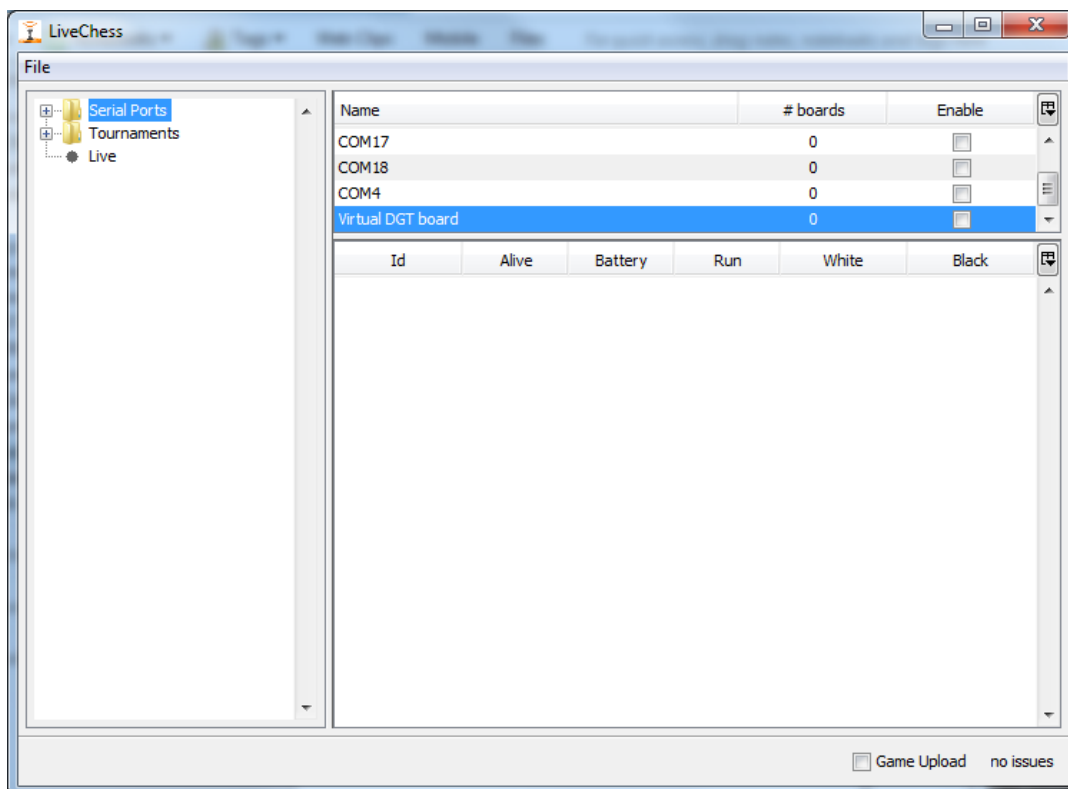 LiveChess
File
Serial Ports
Tournaments
Live
Name # boards Enable
COM17 0
COM18 0
COM4 0
Virtual DGT board 0
Id Alive Battery Run White Black
Game Upload no issues